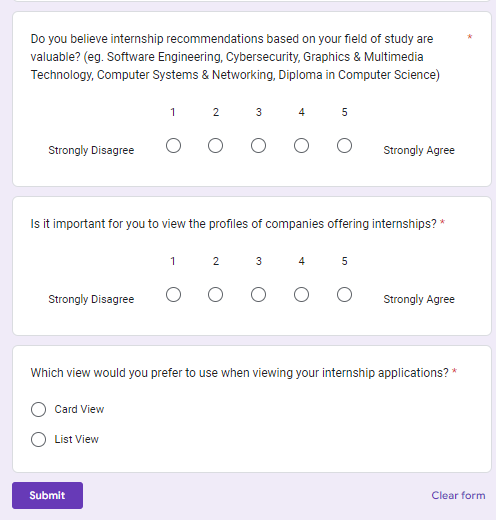 Do you believe internship recommendations based on your field of study are *
valuable? (eg. Software Engineering, Cybersecurity, Graphics & Multimedia
Technology, Computer Systems & Networking, Diploma in Computer Science)
1 2 3 4 5
Strongly Disagree Strongly Agree
Is it important for you to view the profiles of companies offering internships? *
1 2 3 4 5
Strongly Disagree Strongly Agree
Which view would you prefer to use when viewing your internship applications? *
Card View
List View
Submit Clear form